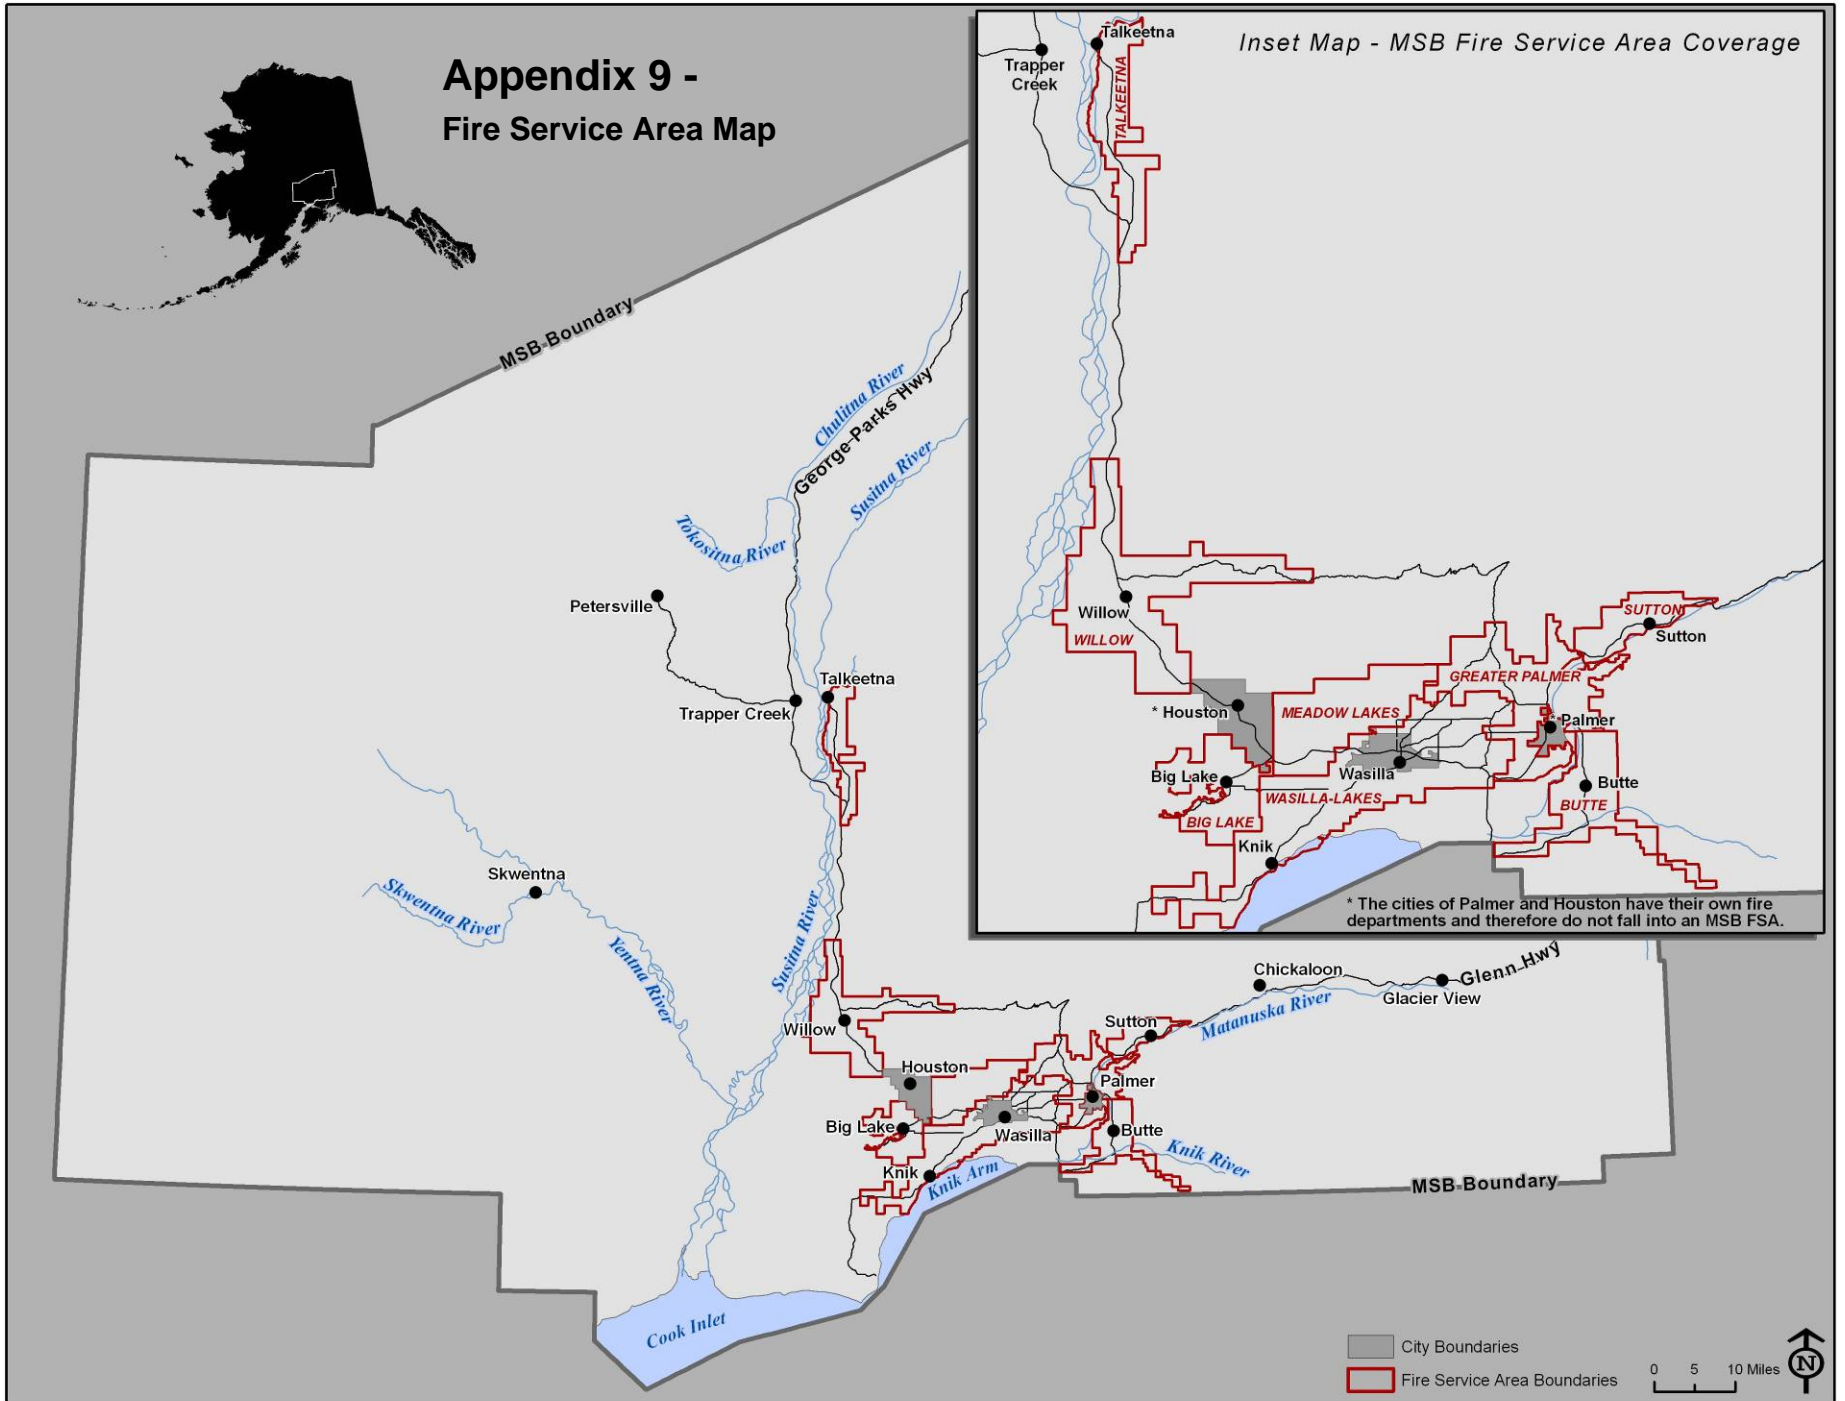 Appendix 9 -
Fire Service Area Map
Inset Map - MSB Fire Service Area Coverage
Talkeetna
Trapper
Creek
TALKEETNA
Willow
WILLOW
SUTTON
Sutton
GREATER PALMER
* Houston
MEADOW LAKES
* Palmer
Big Lake
Wasilla
Butte
WASILLA-LAKES
BUTTE
BIG LAKE
Knik
* The cities of Palmer and Houston have their own fire
departments and therefore do not fall into an MSB FSA.
MSB Boundary
Chulitna River
George Parks Hwy
Susitna River
Tokositna River
Petersville
Talkeetna
Trapper Creek
Skwentna
Skwentna River
Yentna River
Susitna River
Chickaloon
Glenn Hwy
Glacier View
Matanuska River
Willow
Sutton
Houston
Palmer
Big Lake
Wasilla
Butte
Knik
Knik Arm
Knik River
MSB Boundary
Cook Inlet
City Boundaries
Fire Service Area Boundaries
0 5 10 Miles
N